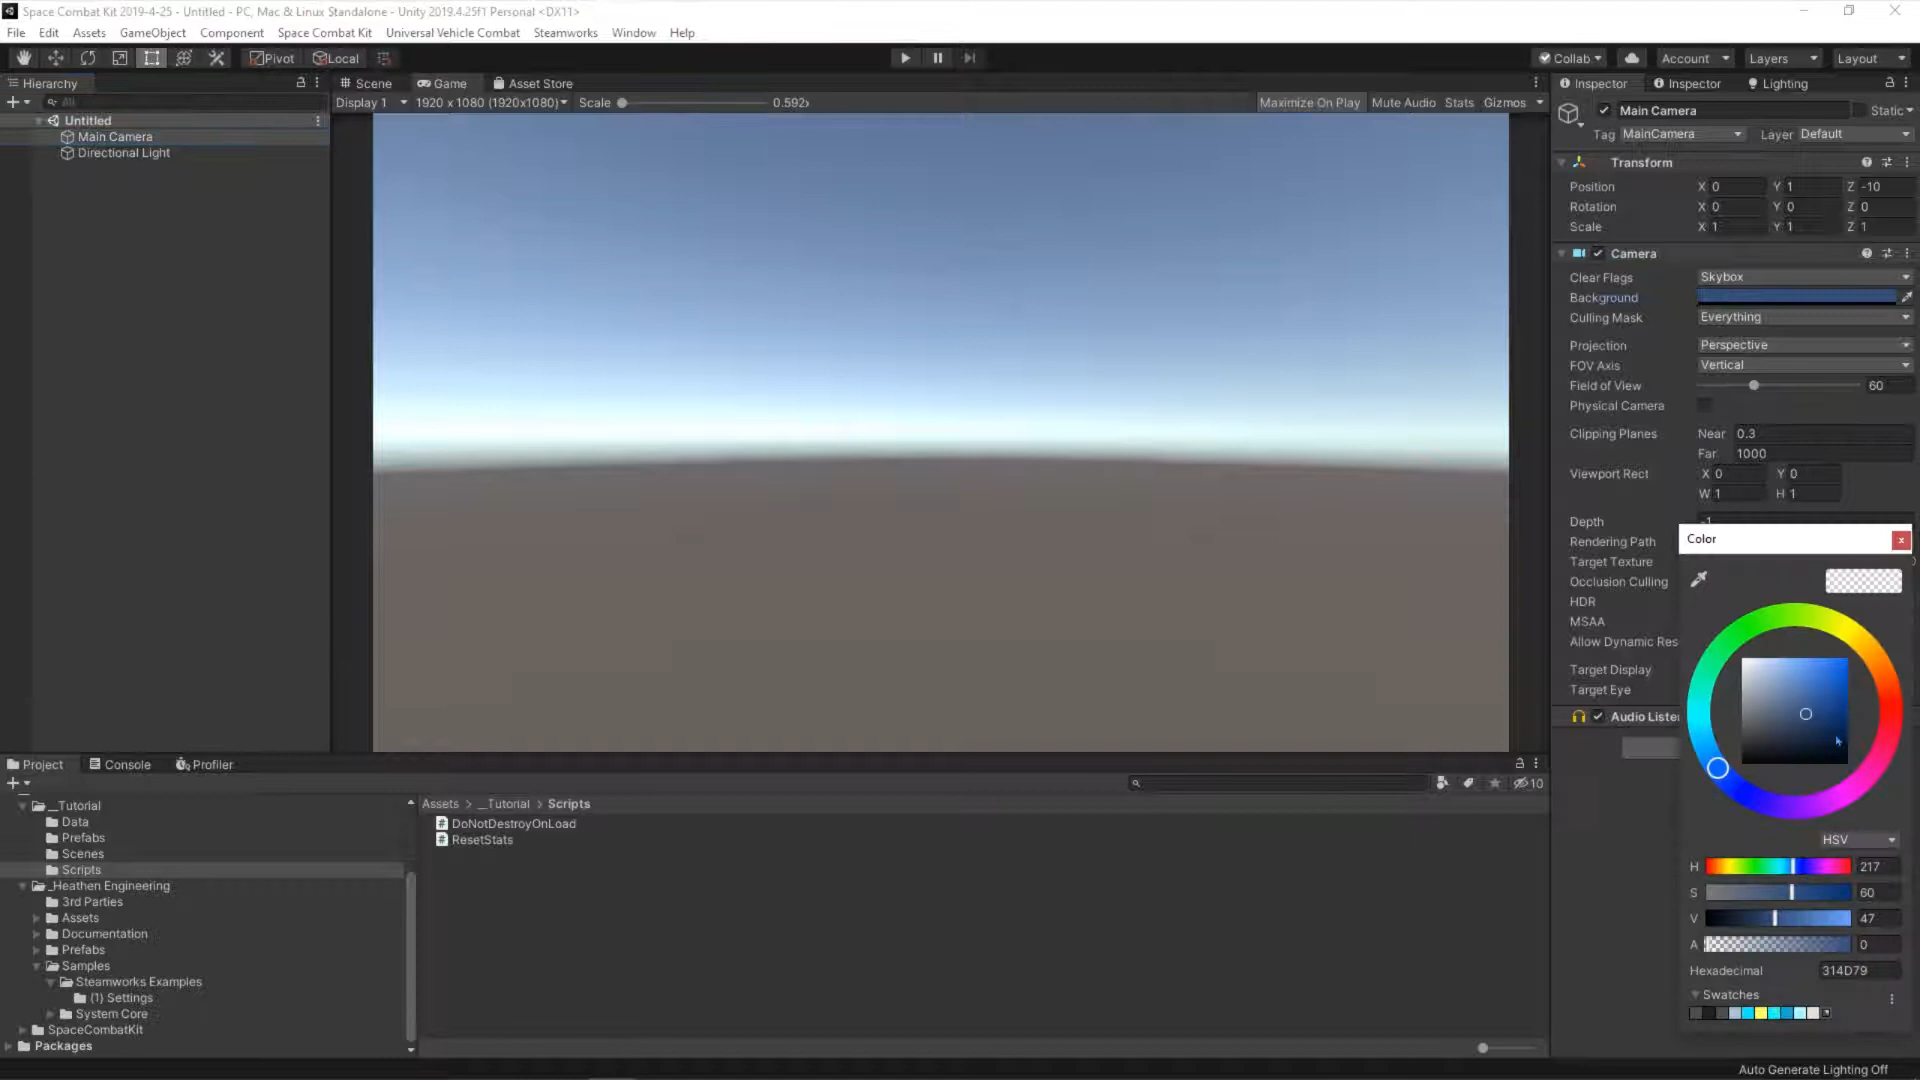 Space Combat Kit 2019-4-25 - Untitled - PC, Mac & Linux Standalone - Unity 2019.4.25f1 Personal <DX11>
File Edit Assets GameObject Component Space Combat Kit Universal Vehicle Combat Steamworks Window Help
Pivot Local Collab Account Layers Layout
Hierarchy
All
Untitled
Main Camera
Directional Light
Scene Game Asset Store
Display 1 1920 x 1080 (1920x1080) Scale 0.592x Maximize On Play Mute Audio Stats Gizmos
Inspector Inspector Lighting
Main Camera Static
Tag MainCamera Layer Default
Transform
Position X 0 Y 1 Z -10
Rotation X 0 Y 0 Z 0
Scale X 1 Y 1 Z 1
Camera
Clear Flags Skybox
Background
Culling Mask Everything
Projection Perspective
FOV Axis Vertical
Field of View 60
Physical Camera
Clipping Planes Near 0.3
Far 1000
Viewport Rect X 0 Y 0
W 1 H 1
Depth -1
Rendering Path
Target Texture
Occlusion Culling
HDR
MSAA
Allow Dynamic Res
Target Display
Target Eye
Audio Liste
Color
HSV
H 217
S 60
V 47
A 0
Hexadecimal 314D79
Swatches
Project Console Profiler
10
__Tutorial
Data
Prefabs
Scenes
Scripts
_Heathen Engineering
3rd Parties
Assets
Documentation
Prefabs
Samples
Steamworks Examples
(1) Settings
System Core
SpaceCombatKit
Packages
Assets > __Tutorial > Scripts
DoNotDestroyOnLoad
ResetStats
Auto Generate Lighting Off